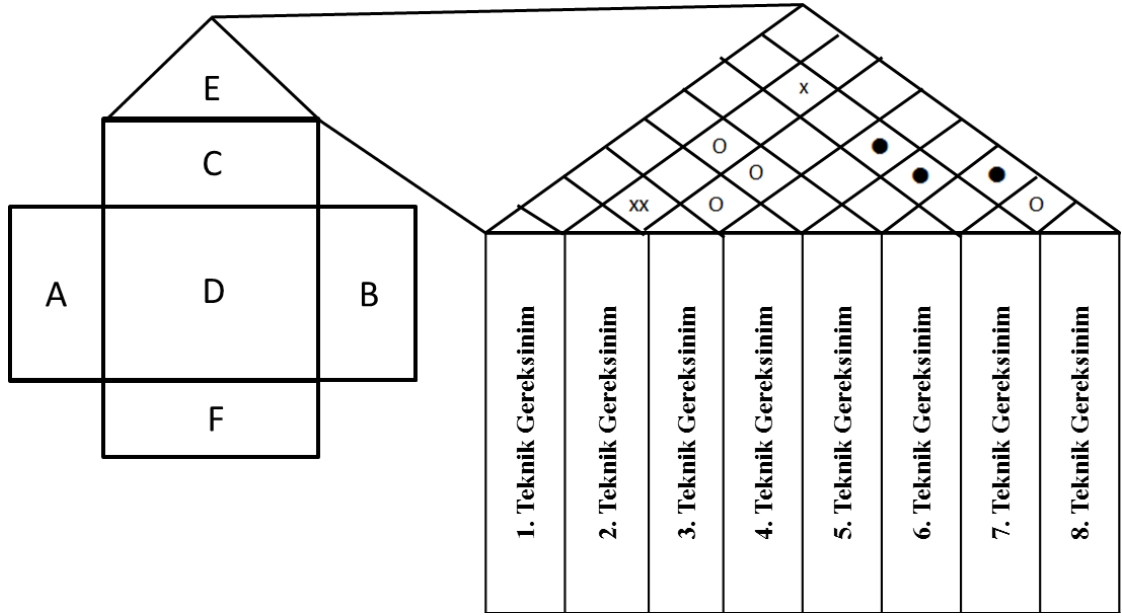 E
C
A
D
B
F
x
●
O
O
●
●
xx
O
O
1. Teknik Gereksinim
2. Teknik Gereksinim
3. Teknik Gereksinim
4. Teknik Gereksinim
5. Teknik Gereksinim
6. Teknik Gereksinim
7. Teknik Gereksinim
8. Teknik Gereksinim